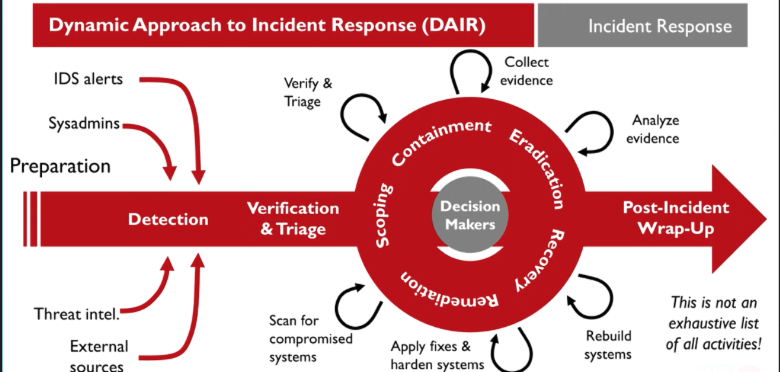 Dynamic Approach to Incident Response (DAIR)
Incident Response
IDS alerts
Sysadmins
Preparation
Detection
Threat intel.
External
sources
Verification
& Triage
Verify &
Triage
Collect
evidence
Analyze
evidence
Scoping
Containment
Eradication
Recovery
Remediation
Decision
Makers
Scan for
compromised
systems
Apply fixes &
harden systems
Rebuild
systems
Post-Incident
Wrap-Up
This is not an
exhaustive list
of all activities!